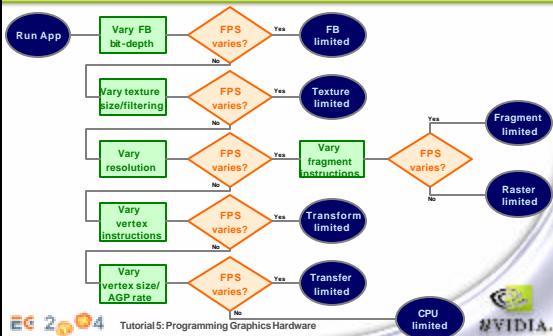 Run App
Vary FB
bit-depth
FPS
varies?
Yes
FB
limited
No
Vary texture
size/filtering
FPS
varies?
Yes
Texture
limited
No
Vary
resolution
FPS
varies?
Yes
Vary
fragment
instructions
FPS
varies?
Yes
Fragment
limited
No
Raster
limited
No
Vary
vertex
instructions
FPS
varies?
Yes
Transform
limited
No
Vary
vertex size/
AGP rate
FPS
varies?
Yes
Transfer
limited
No
CPU
limited
EG 2004
Tutorial 5: Programming Graphics Hardware
NVIDIA